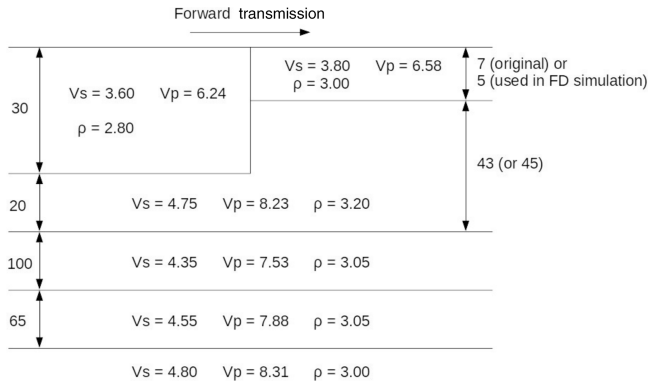 Forward transmission
Vs = 3.80 Vp = 6.58
ρ = 3.00
7 (original) or
5 (used in FD simulation)
30
Vs = 3.60 Vp = 6.24
ρ = 2.80
43 (or 45)
20
Vs = 4.75 Vp = 8.23 ρ = 3.20
100
Vs = 4.35 Vp = 7.53 ρ = 3.05
65
Vs = 4.55 Vp = 7.88 ρ = 3.05
Vs = 4.80 Vp = 8.31 ρ = 3.00